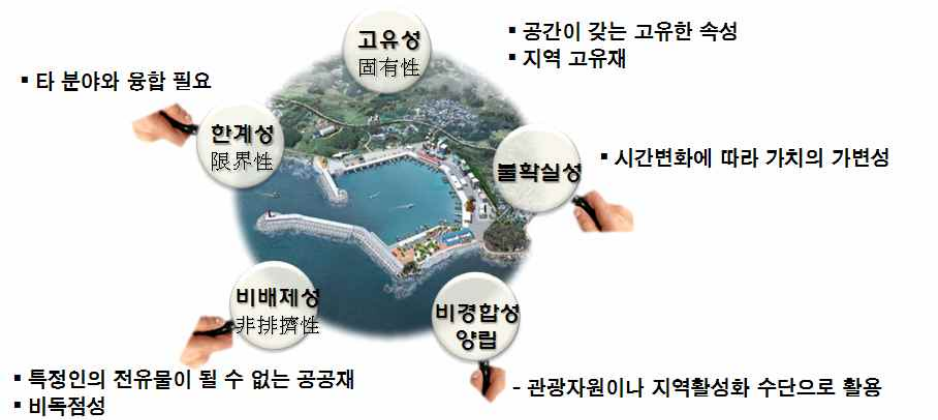 고유성
固有性
▪ 공간이 갖는 고유한 속성
▪ 지역 고유재
▪ 타 분야와 융합 필요
한계성
限界性
불확실성
▪ 시간변화에 따라 가치의 가변성
비배제성
非排擠性
비경합성
양립
▪ 특정인의 전유물이 될 수 없는 공공재
▪ 비독점성
- 관광자원이나 지역활성화 수단으로 활용